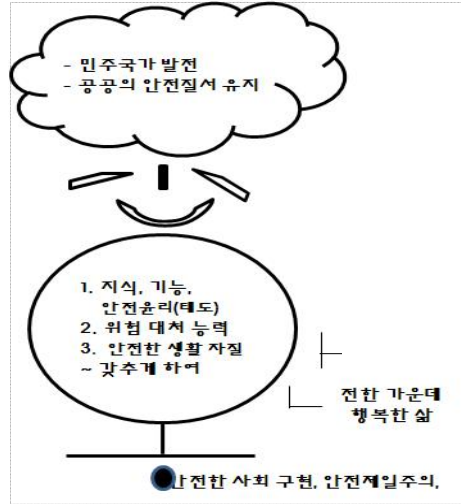 - 민주국가 발전
- 공공의 안전질서 유지
1. 지식, 기능,
안전윤리(태도)
2. 위험 대처 능력
3. 안전한 생활 자질
~ 갖추게 하여
전한 가운데
행복한 삶
안전한 사회 구현, 안전제일주의,